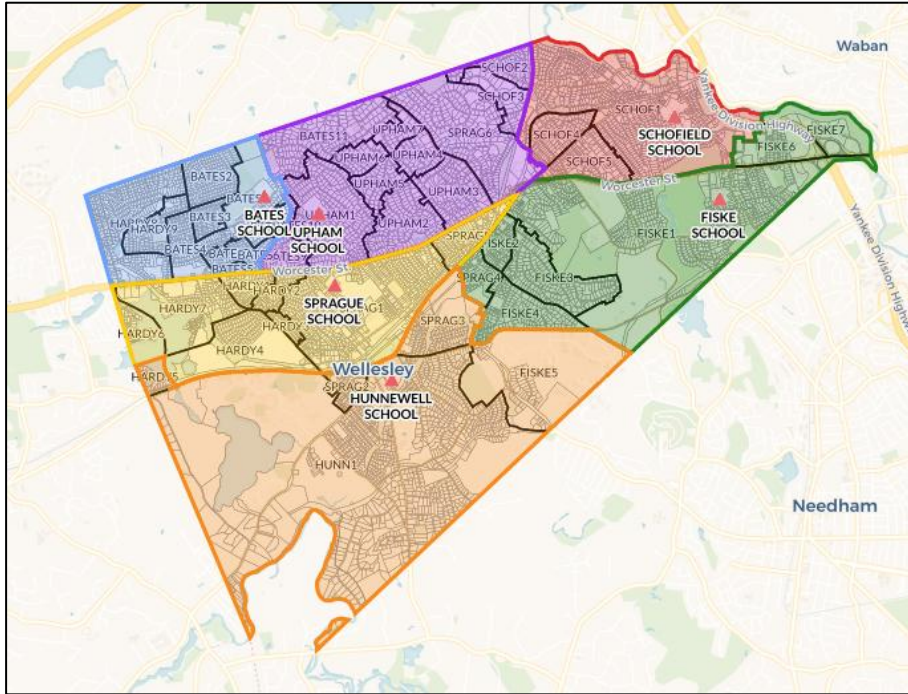 Waban
SCHOF2
SCHOF3
BATES11
UPHAM7
SPRAG6
UPHAM6
UPHAM4
SCHOF1
SCHOF4
SCHOFIELD
SCHOOL
SCHOF5
Yankee Division Highway
FISKE7
FISKE6
BATES2
UPHAM5
UPHAM3
Worcester St
HARDY9
BATES3
BATES
SCHOOL
UPHAM1
UPHAM
SCHOOL
UPHAM2
FISKE
SCHOOL
BATES4
FISKE2
FISKE1
Yankee Division Highway
Worcester St
SPRAG4
FISKE3
HARDY7
HARDY2
SPRAGUE
SCHOOL
FISKE4
HARDY6
HARDY4
SPRAG3
HARDY5
Wellesley
SPRAG2
HUNNEWELL
SCHOOL
FISKE5
HUNN1
Needham